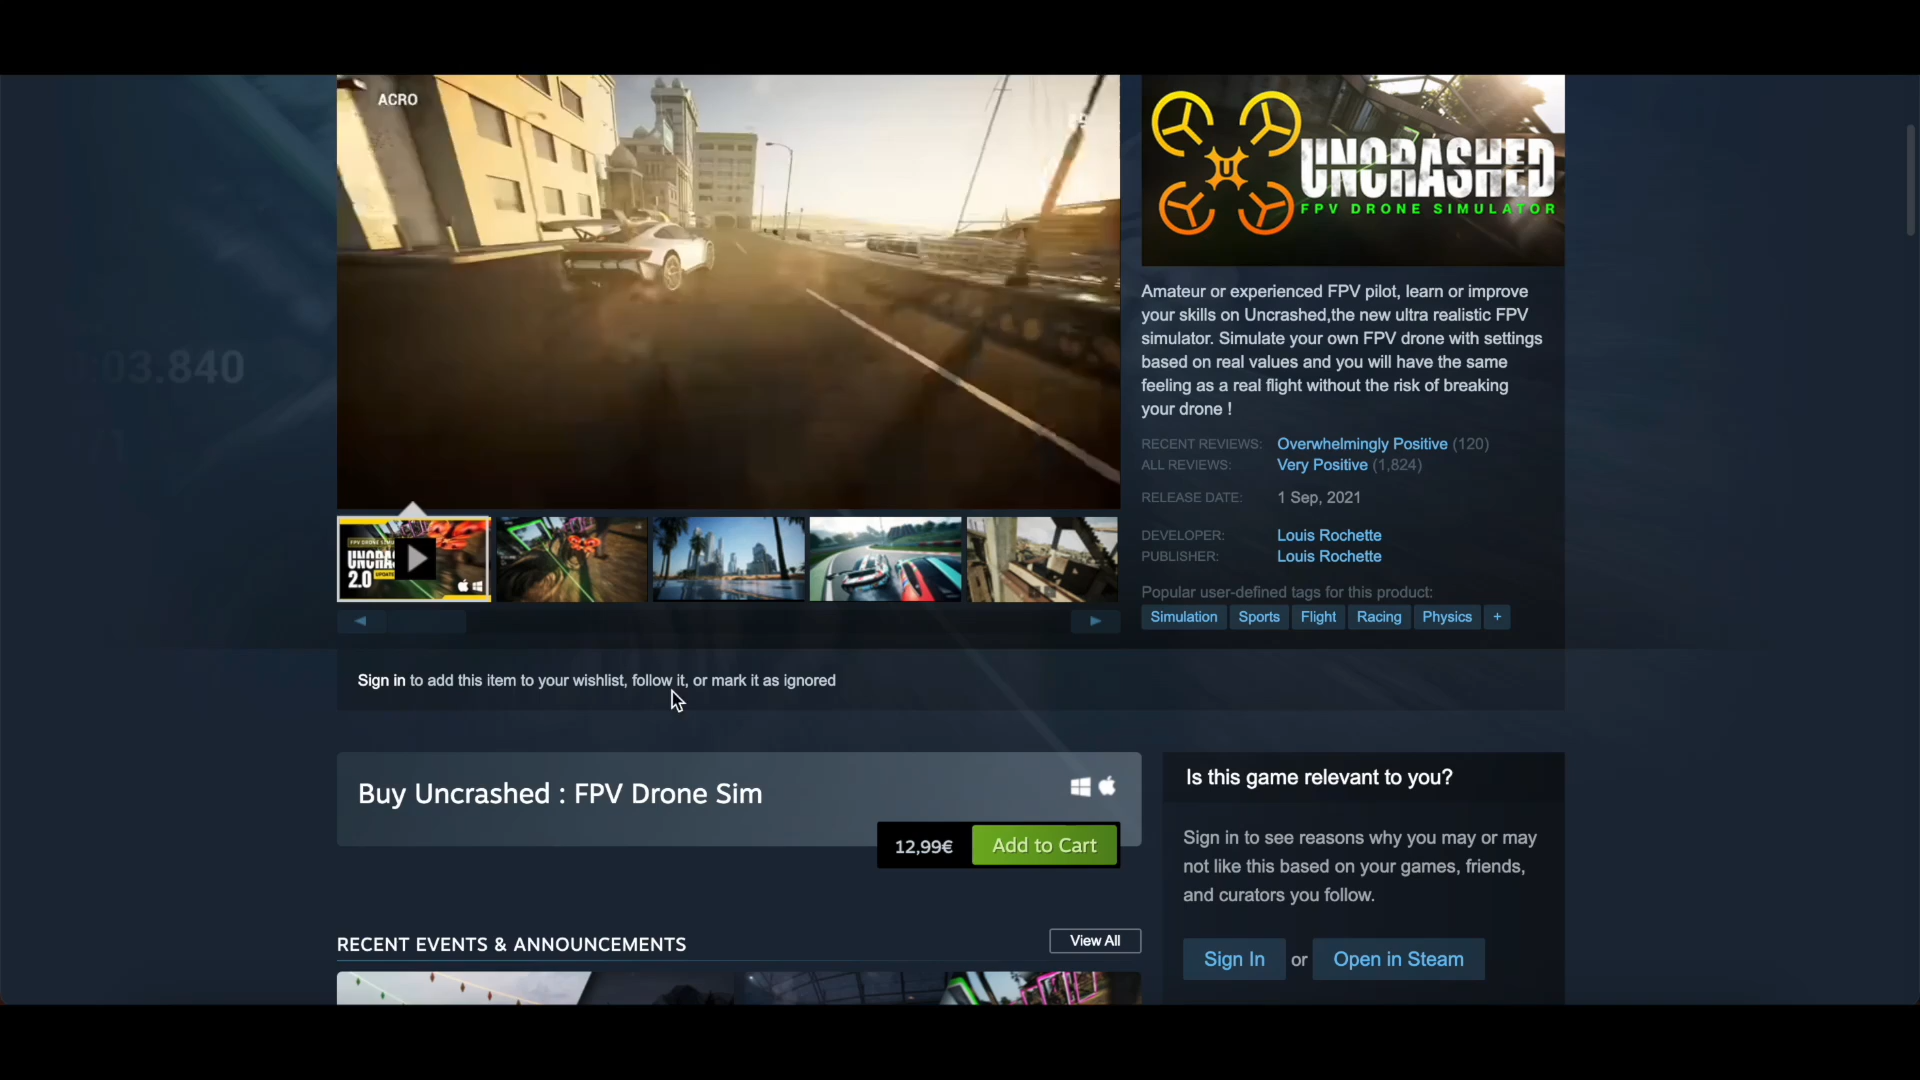 ACRO
UNCRASHED
FPV DRONE SIMULATOR
Amateur or experienced FPV pilot, learn or improve
your skills on Uncrashed,the new ultra realistic FPV
simulator. Simulate your own FPV drone with settings
based on real values and you will have the same
feeling as a real flight without the risk of breaking
your drone !
RECENT REVIEWS: Overwhelmingly Positive (120)
ALL REVIEWS: Very Positive (1,824)
RELEASE DATE: 1 Sep, 2021
DEVELOPER: Louis Rochette
PUBLISHER: Louis Rochette
Popular user-defined tags for this product:
Simulation Sports Flight Racing Physics +
:03.840
2.0
Sign in to add this item to your wishlist, follow it, or mark it as ignored
Buy Uncrashed : FPV Drone Sim
12,99€ Add to Cart
Is this game relevant to you?
Sign in to see reasons why you may or may
not like this based on your games, friends,
and curators you follow.
Sign In or Open in Steam
RECENT EVENTS & ANNOUNCEMENTS View All